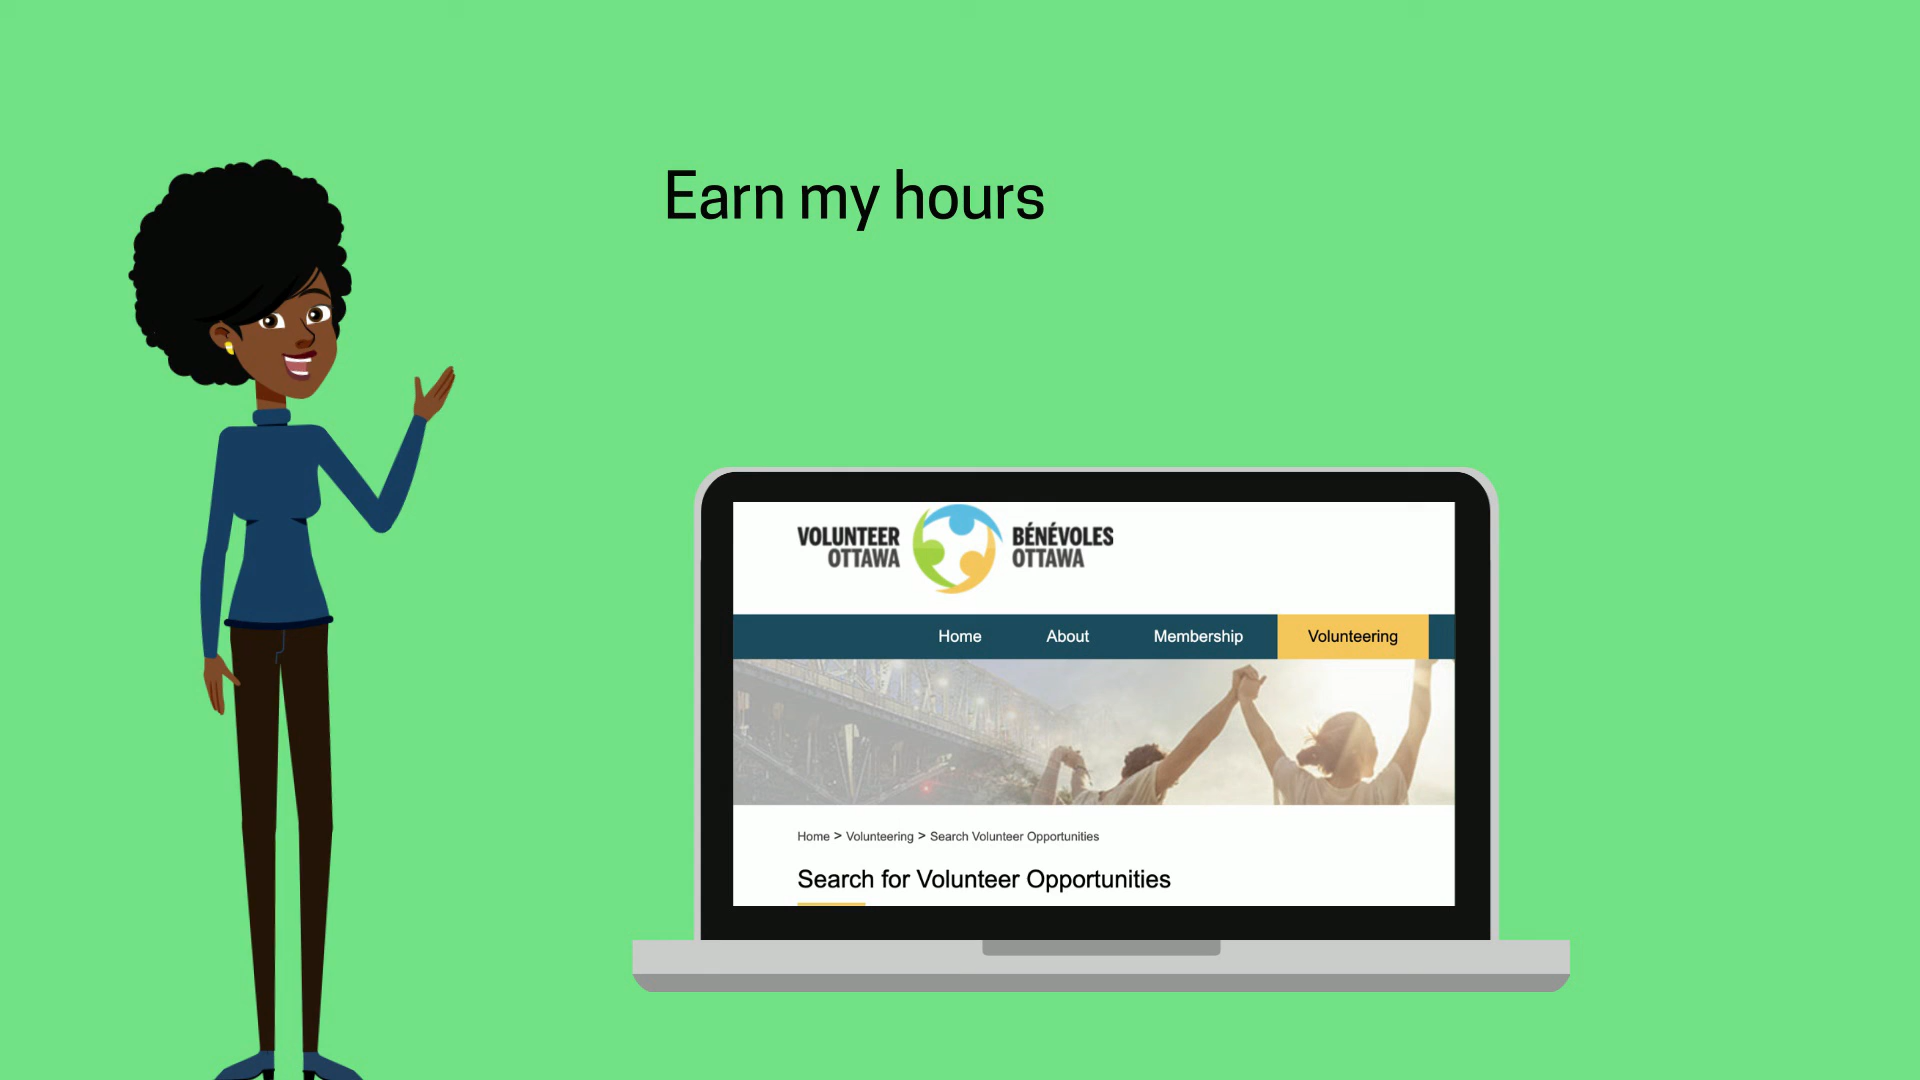 Earn my hours
VOLUNTEER
OTTAWA
BÉNÉVOLES
OTTAWA
Home
About
Membership
Volunteering
Home > Volunteering > Search Volunteer Opportunities
Search for Volunteer Opportunities